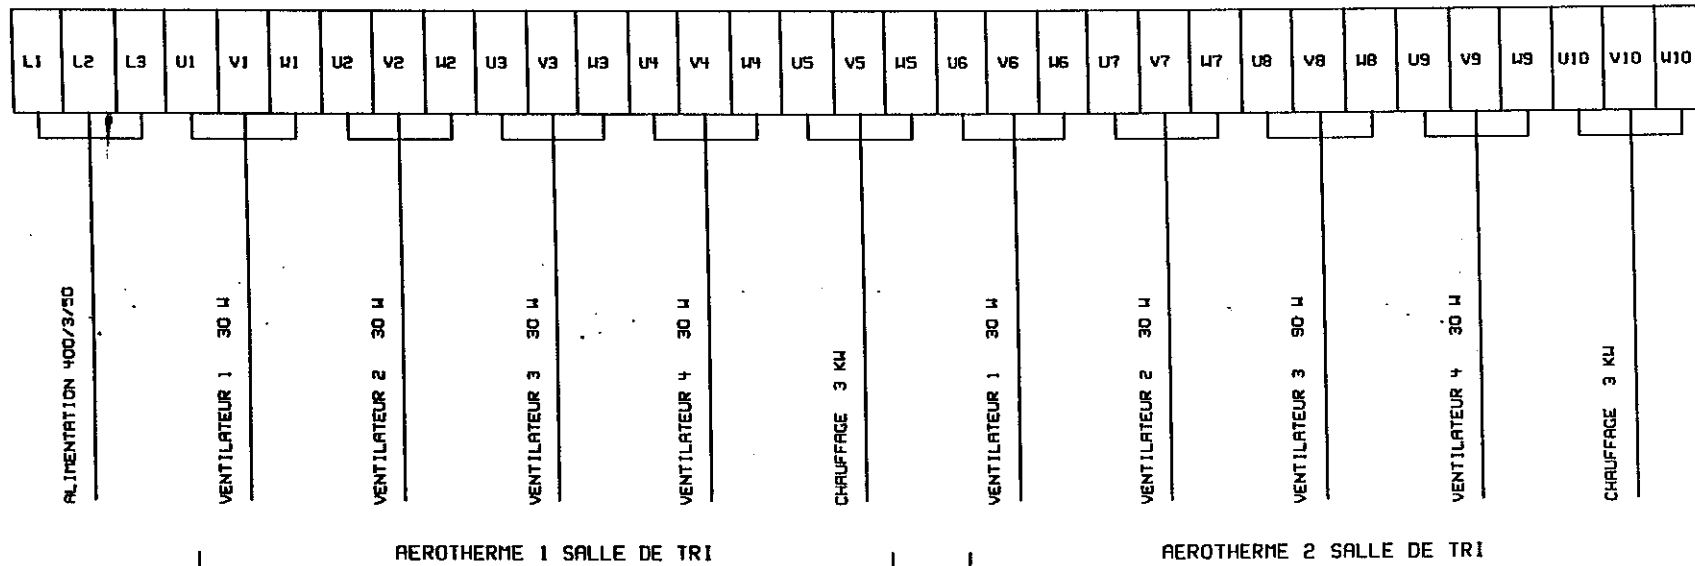 L1 L2 L3 U1 V1 W1 U2 V2 W2 U3 V3 W3 U4 V4 W4 U5 V5 W5 U6 V6 W6 U7 V7 W7 U8 V8 W8 U9 V9 W9 U10 V10 W10
ALIMENTATION 400/3/50
VENTILATEUR 1 30 W
VENTILATEUR 2 30 W
VENTILATEUR 3 30 W
VENTILATEUR 4 30 W
CHAUFFAGE 3 KW
VENTILATEUR 1 30 W
VENTILATEUR 2 30 W
VENTILATEUR 3 90 W
VENTILATEUR 4 30 W
CHAUFFAGE 3 KW
AEROTHERME 1 SALLE DE TRI
AEROTHERME 2 SALLE DE TRI